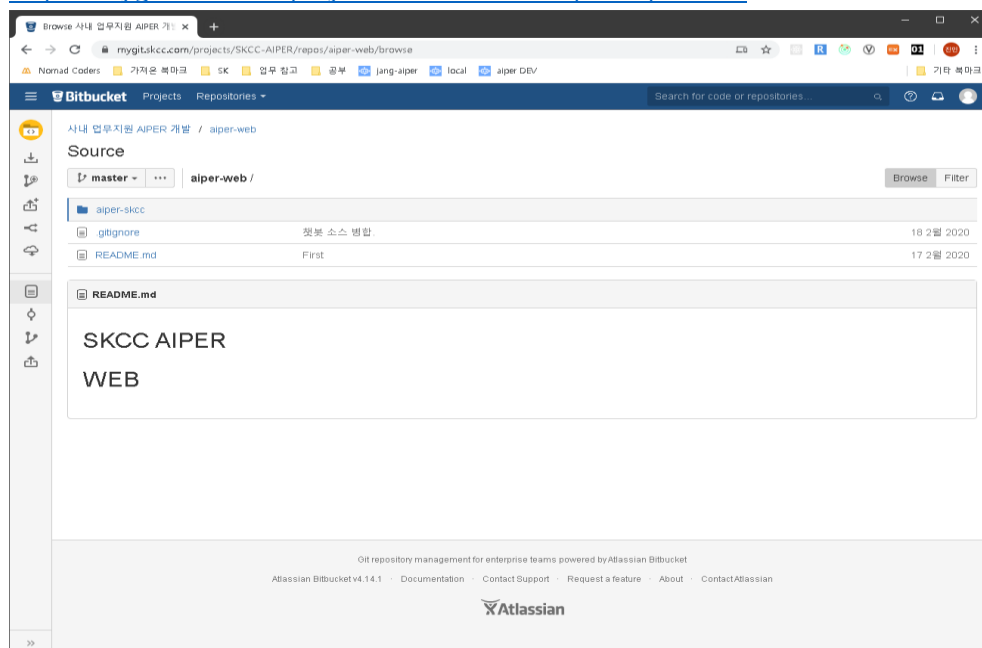 Browse 사내 업무지원 AIPER 개
mygit.skcc.com/projects/SKCC-AIPER/repos/aiper-web/browse
Nomad Coders 가져온 북마크 SK 업무 참고 공부 jang-aiper local aiper DEV 기타 북마크
Bitbucket Projects Repositories Search for code or repositories...
사내 업무지원 AIPER 개발 / aiper-web
Source
master ··· aiper-web / Browse Filter
aiper-skcc
.gitignore 챗봇 소스 병합. 18 2월 2020
README.md First 17 2월 2020
README.md
SKCC AIPER
WEB
Git repository management for enterprise teams powered by Atlassian Bitbucket
Atlassian Bitbucket v4.14.1 · Documentation · Contact Support · Request a feature · About · Contact Atlassian
Atlassian